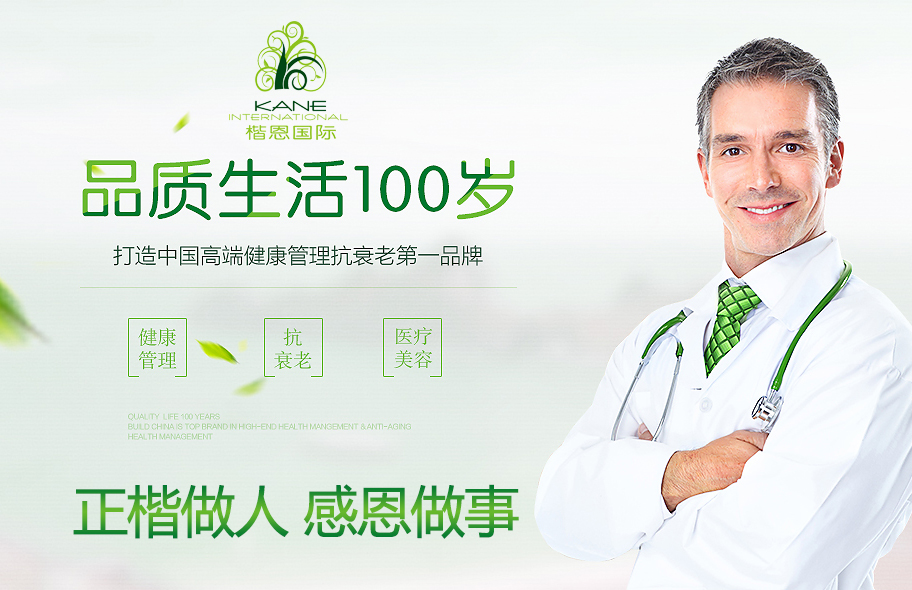 KANE
INTERNATIONAL
楷恩国际
品质生活100岁
打造中国高端健康管理抗衰老第一品牌
健康
管理
抗
衰老
医疗
美容
QUALITY LIFE 100 YEARS
BUILD CHINA IS TOP BRAND IN HIGH-END HEALTH MANGEMENT & ANTI-AGING
HEALTH MANAGEMENT
正楷做人 感恩做事